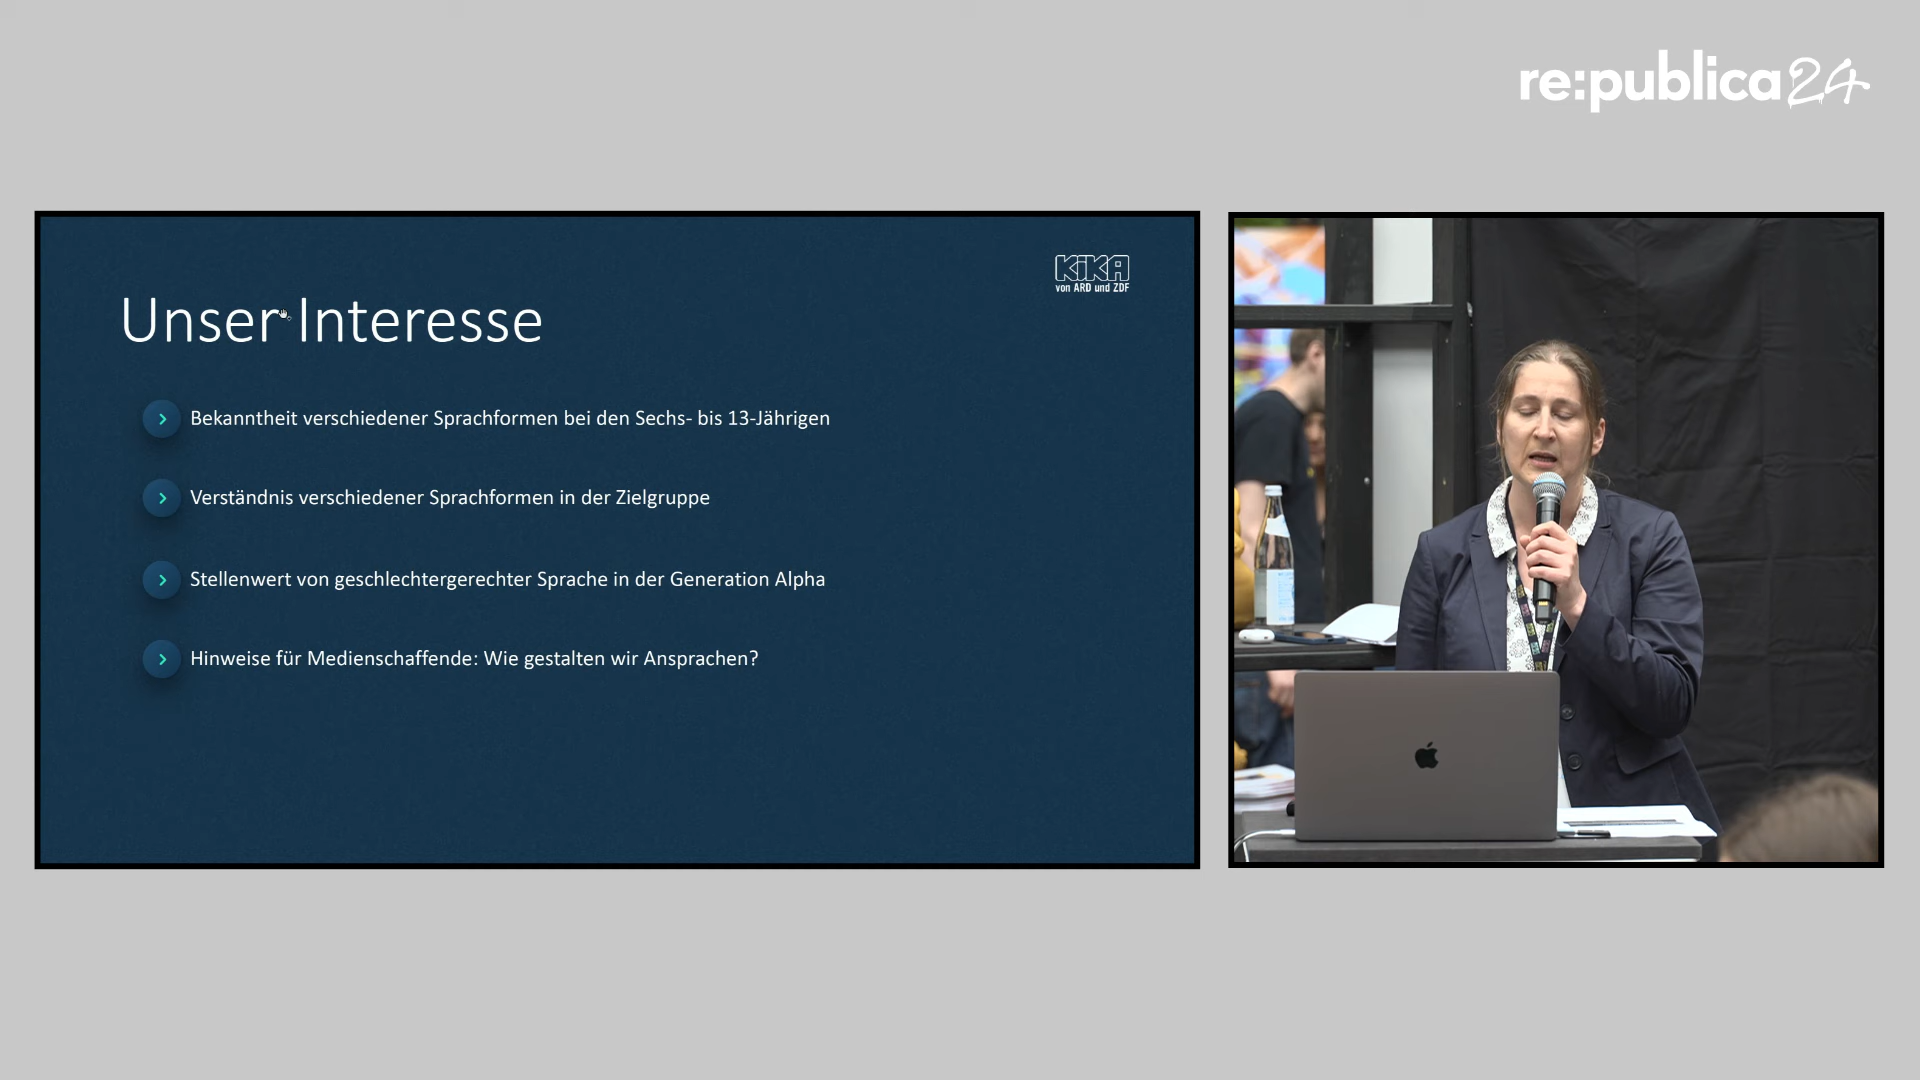 re:publica 24
KiKA
von ARD und ZDF
Unser Interesse
Bekanntheit verschiedener Sprachformen bei den Sechs- bis 13-Jährigen
Verständnis verschiedener Sprachformen in der Zielgruppe
Stellenwert von geschlechtergerechter Sprache in der Generation Alpha
Hinweise für Medienschaffende: Wie gestalten wir Ansprachen?